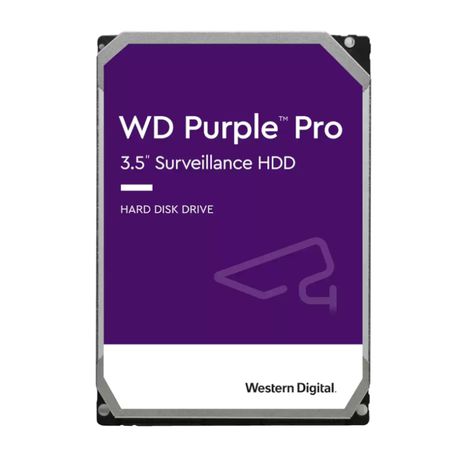 WD Purple™ Pro
3.5" Surveillance HDD
HARD DISK DRIVE
Western Digital.